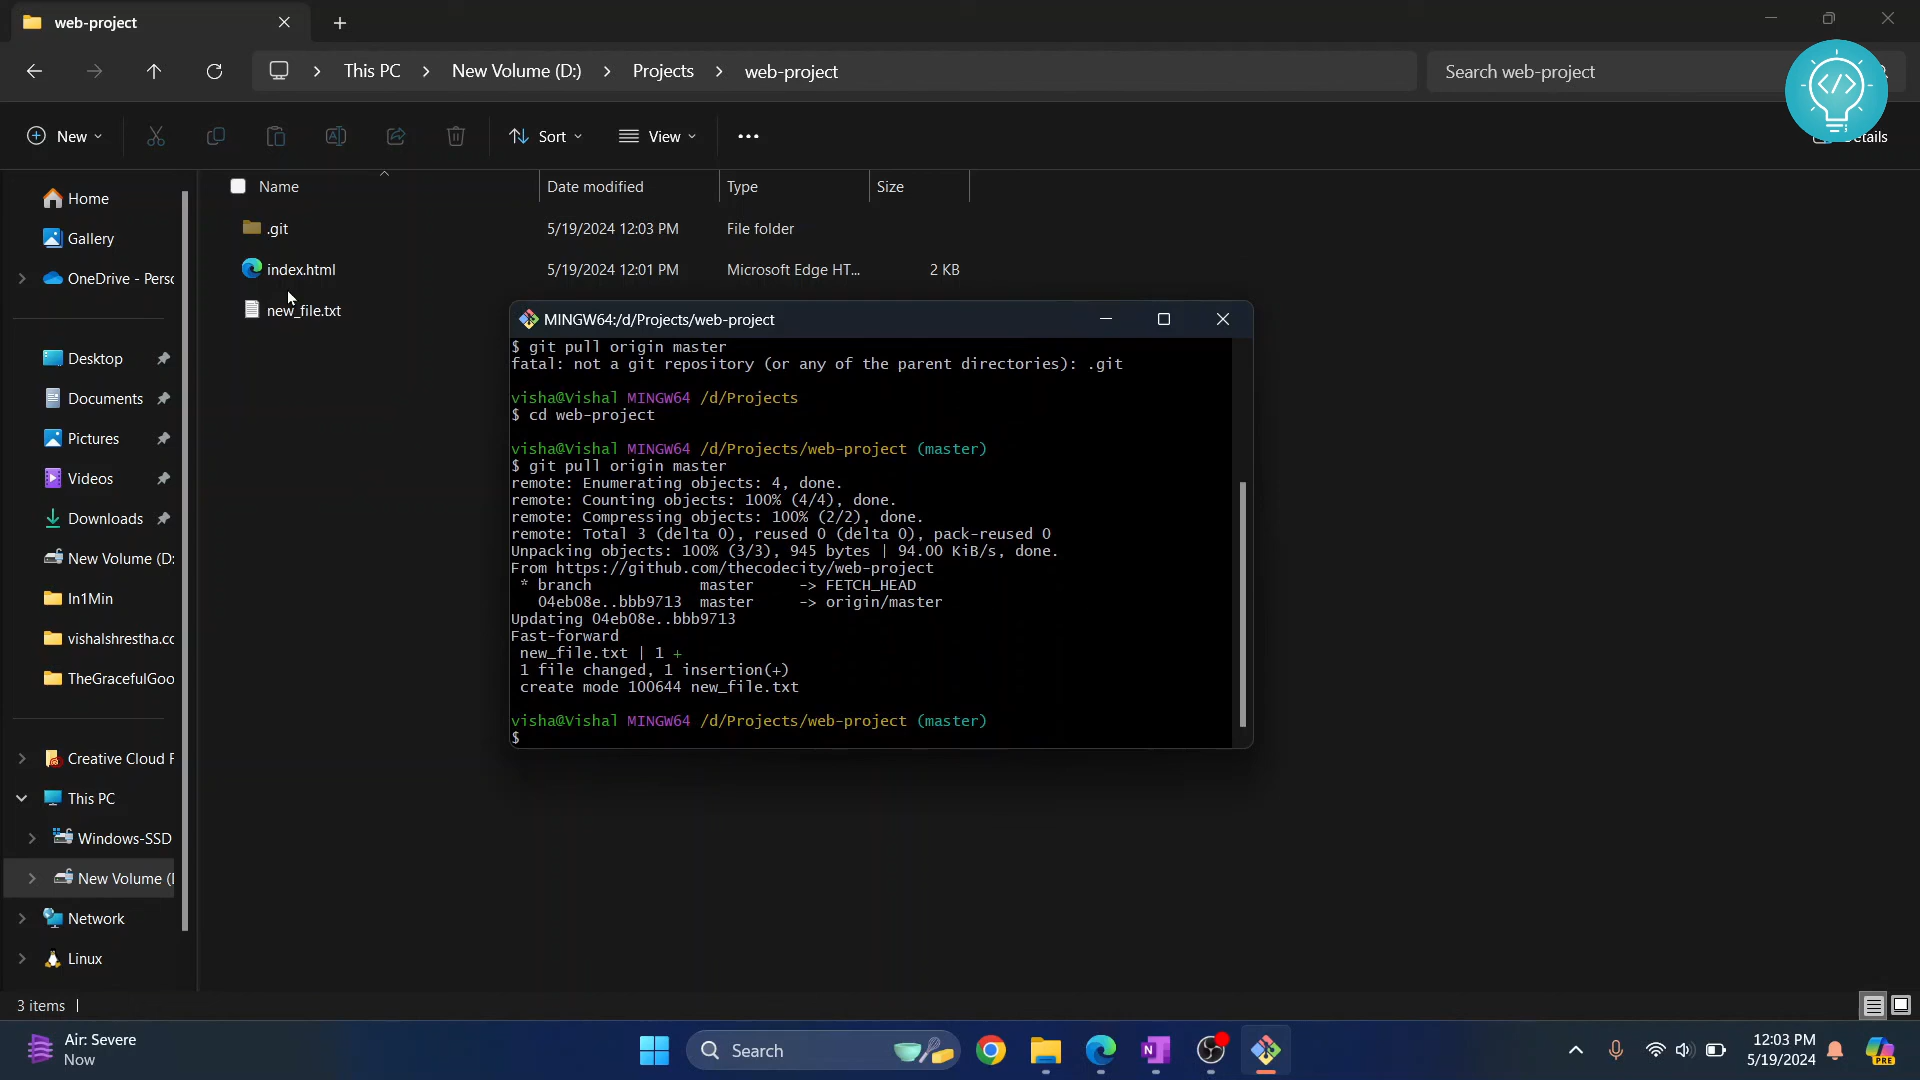 web-project
This PC
New Volume (D:)
Projects
web-project
Search web-project
New
Sort
View
etails
Name
Date modified
Type
Size
.git
5/19/2024 12:03 PM
File folder
index.html
5/19/2024 12:01 PM
Microsoft Edge HT...
2 KB
new_file.txt
Home
Gallery
OneDrive - Persc
Desktop
Documents
Pictures
Videos
Downloads
New Volume (D:
In1Min
vishalshrestha.cc
TheGracefulGoo
Creative Cloud F
This PC
Windows-SSD
New Volume (I
Network
Linux
MINGW64:/d/Projects/web-project
$ git pull origin master
fatal: not a git repository (or any of the parent directories): .git
visha@Vishal MINGW64 /d/Projects
$ cd web-project
visha@Vishal MINGW64 /d/Projects/web-project (master)
$ git pull origin master
remote: Enumerating objects: 4, done.
remote: Counting objects: 100% (4/4), done.
remote: Compressing objects: 100% (2/2), done.
remote: Total 3 (delta 0), reused 0 (delta 0), pack-reused 0
Unpacking objects: 100% (3/3), 945 bytes | 94.00 KiB/s, done.
From https://github.com/thecodecity/web-project
* branch master -> FETCH_HEAD
04eb08e..bbb9713 master -> origin/master
Updating 04eb08e..bbb9713
Fast-forward
new_file.txt | 1 +
1 file changed, 1 insertion(+)
create mode 100644 new_file.txt
visha@Vishal MINGW64 /d/Projects/web-project (master)
$
3 items
Air: Severe
Now
Search
12:03 PM
5/19/2024
PRE